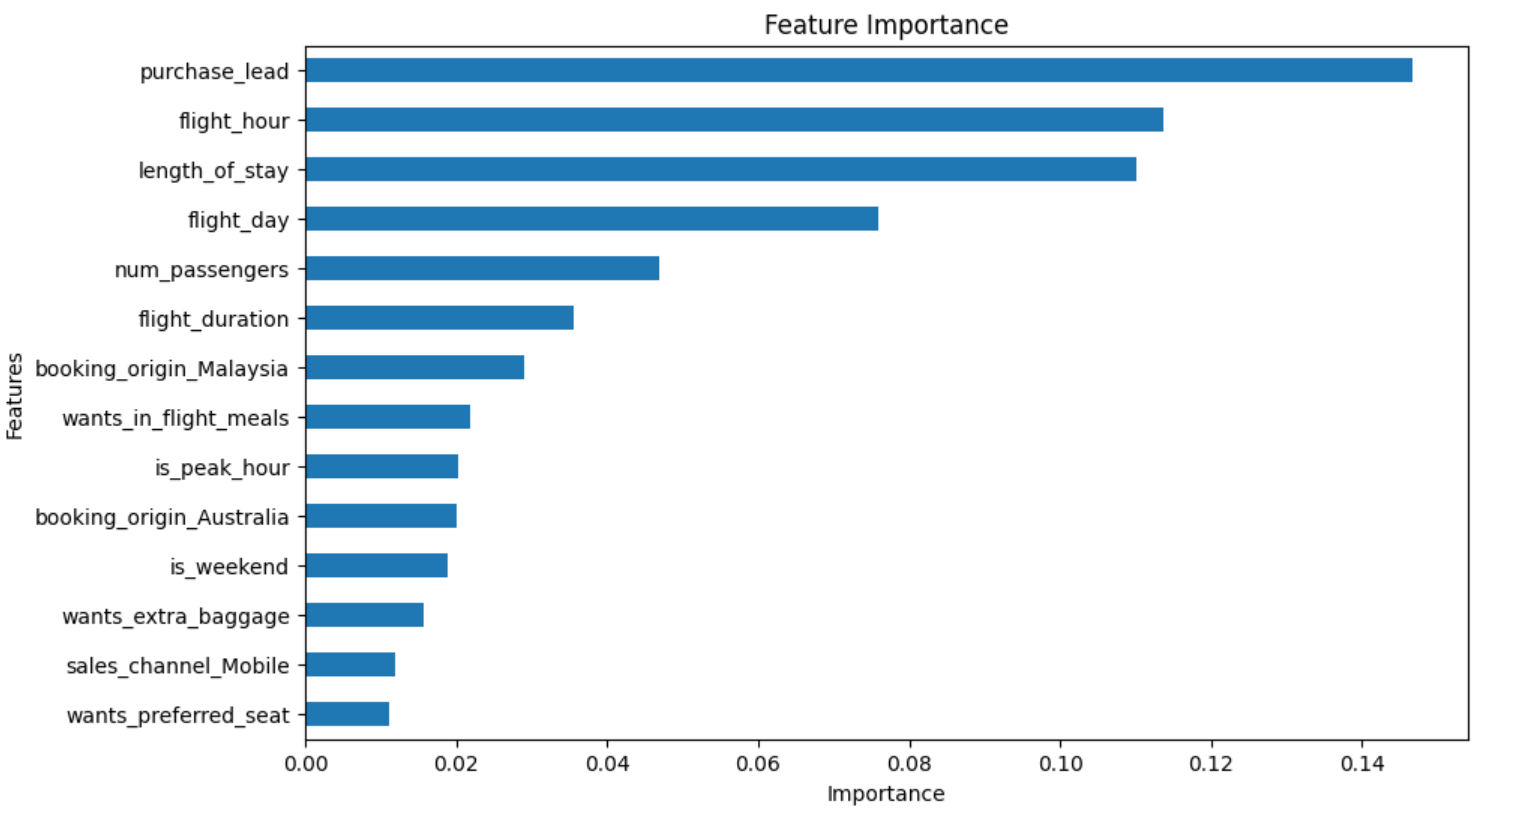 Feature Importance
purchase_lead
flight_hour
length_of_stay
flight_day
num_passengers
flight_duration
booking_origin_Malaysia
wants_in_flight_meals
is_peak_hour
booking_origin_Australia
is_weekend
wants_extra_baggage
sales_channel_Mobile
wants_preferred_seat
Features
0.00 0.02 0.04 0.06 0.08 0.10 0.12 0.14
Importance